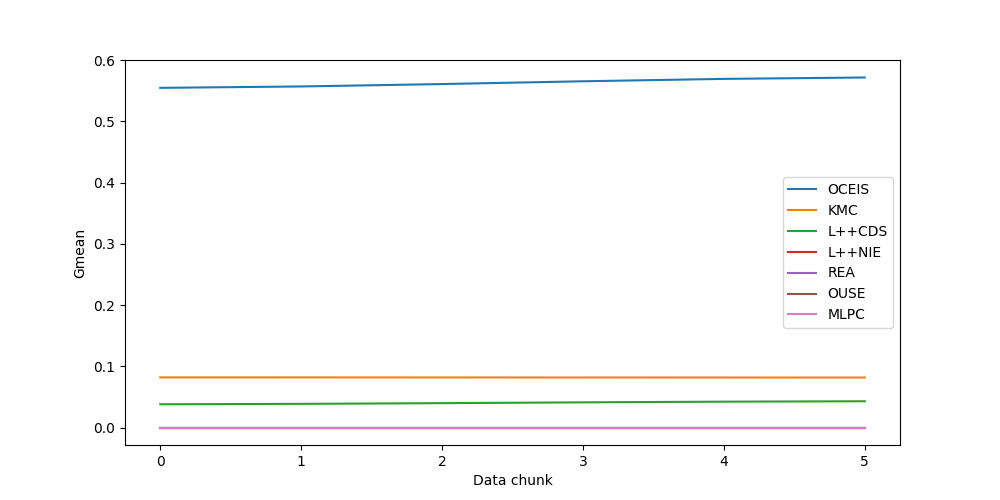 0.6
0.5
0.4
0.3
0.2
0.1
0.0
Gmean
0 1 2 3 4 5
Data chunk
OCEIS
KMC
L++CDS
L++NIE
REA
OUSE
MLPC